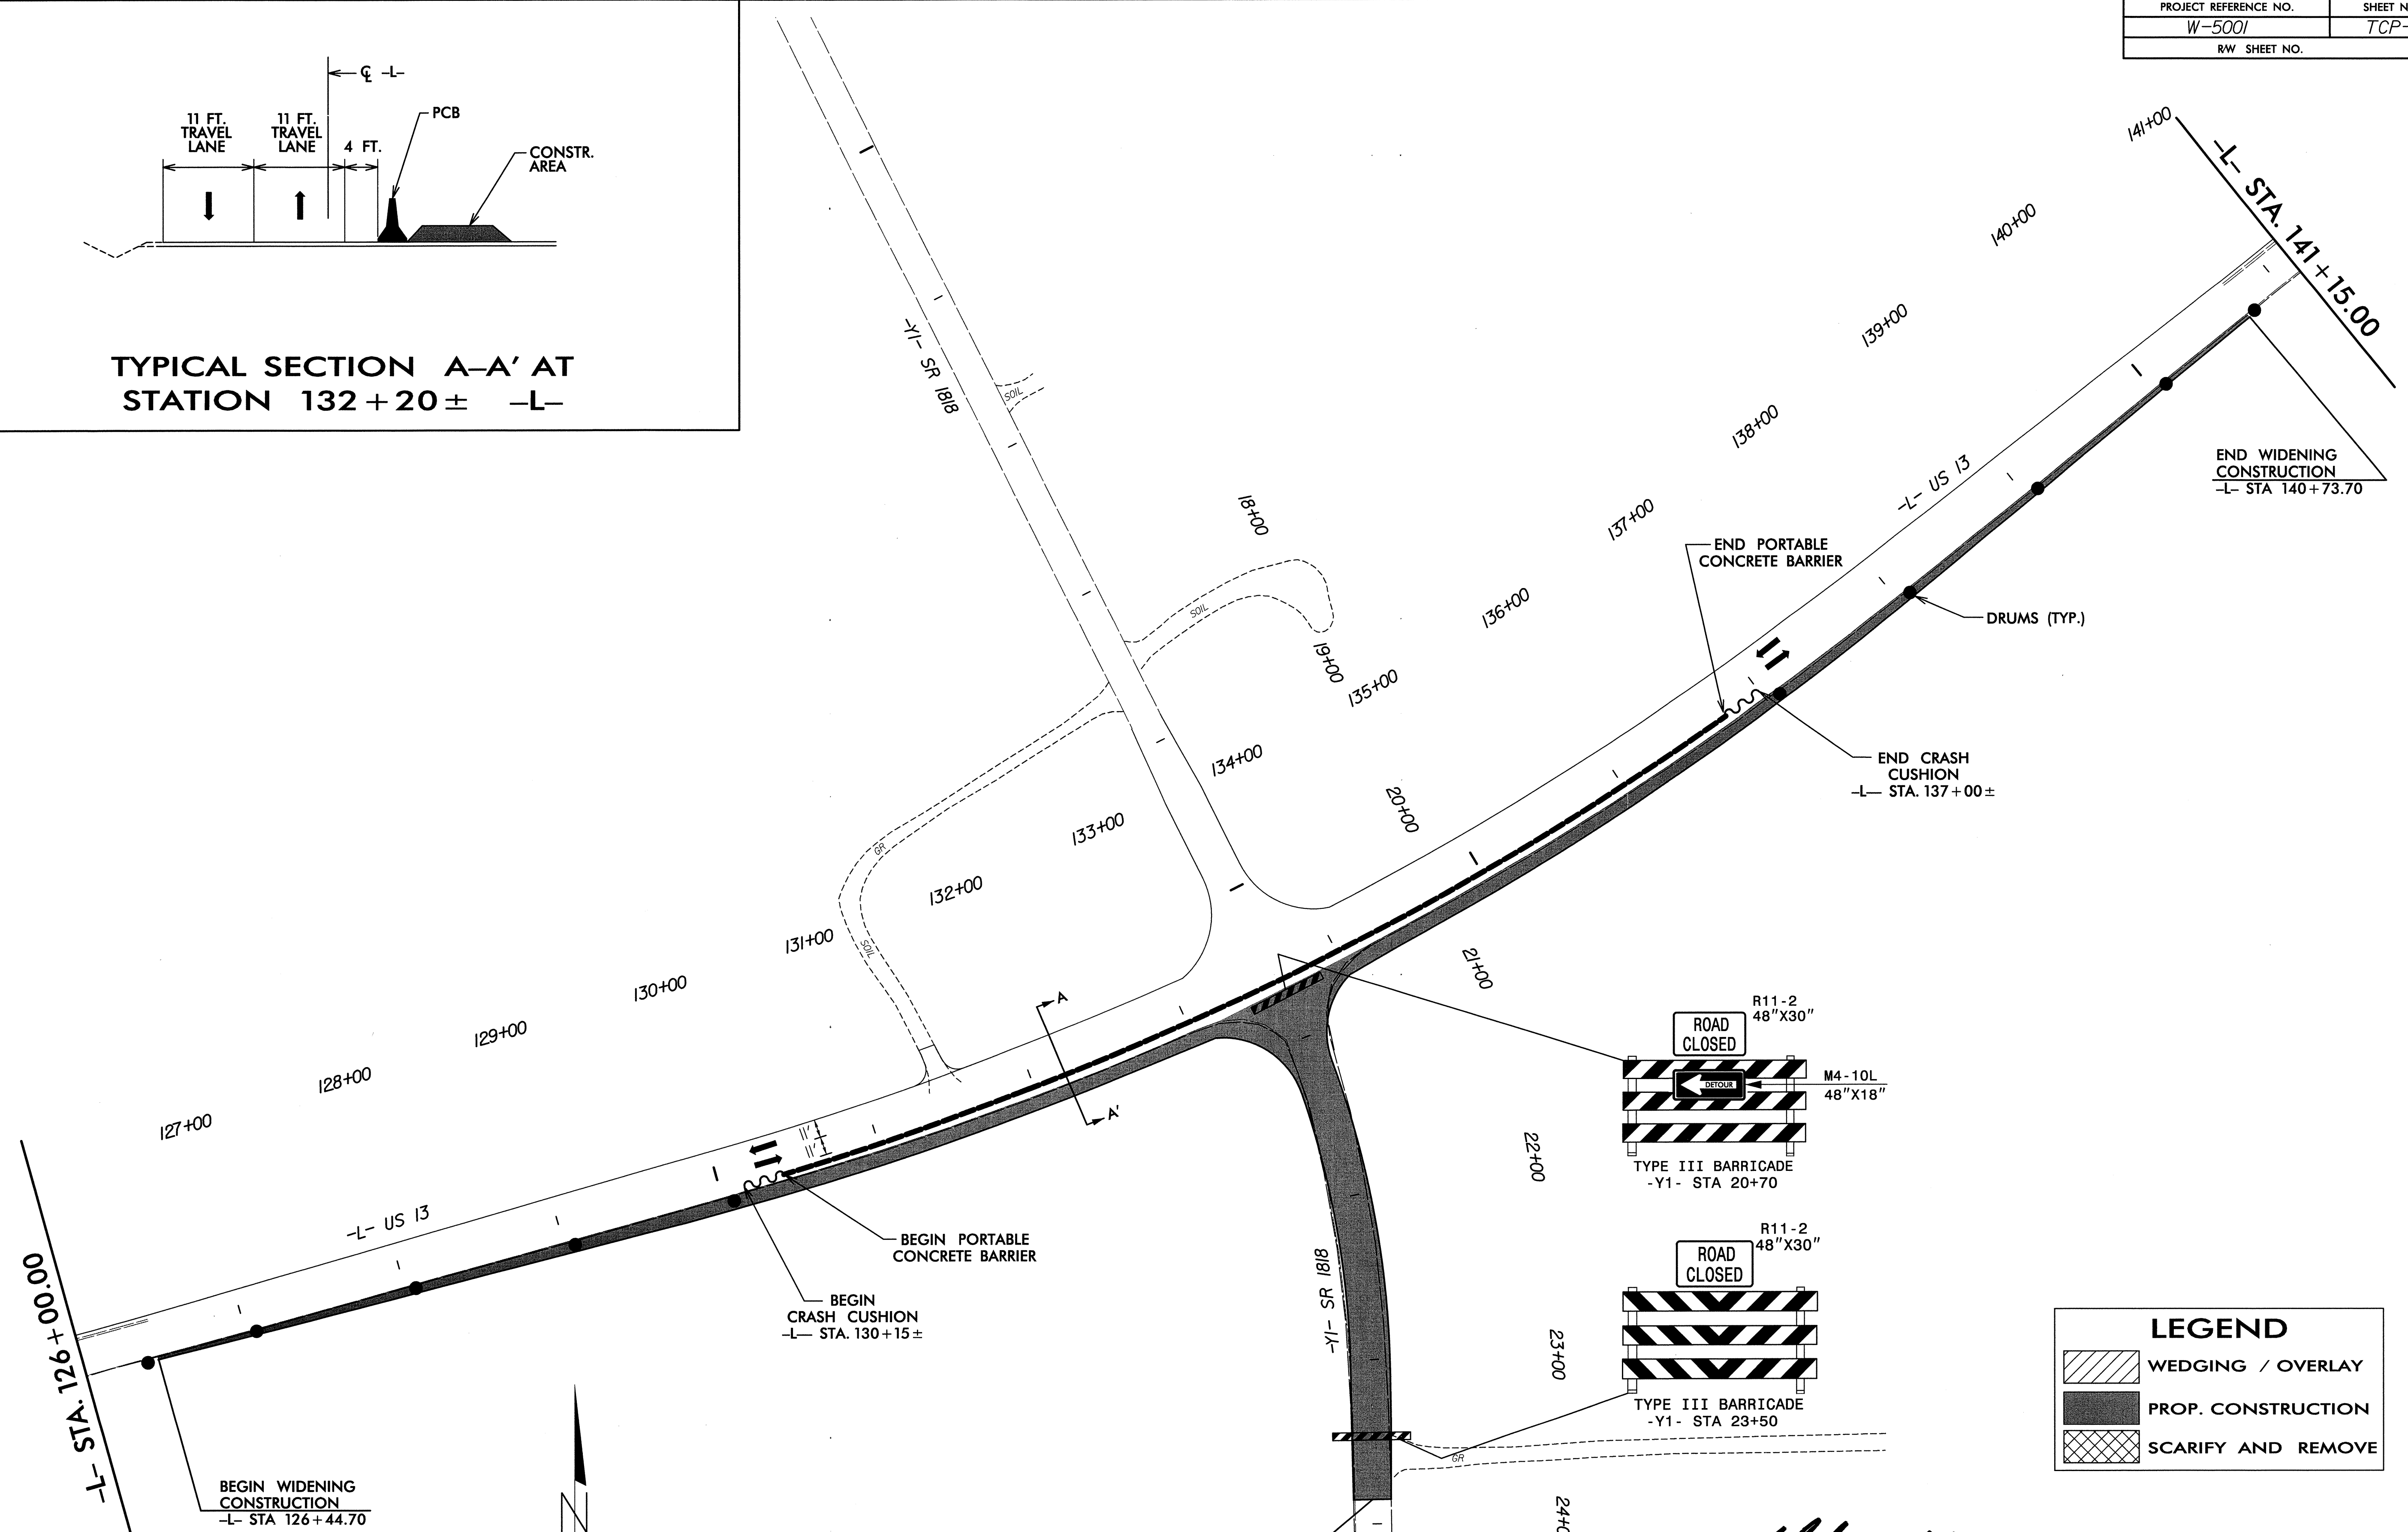 PROJECT REFERENCE NO.
W-5001
R/W SHEET NO.
℄ -L-
11 FT.
TRAVEL
LANE
11 FT.
TRAVEL
LANE
4 FT.
PCB
CONSTR.
AREA
TYPICAL SECTION A-A' AT
STATION 132+20± -L-
141+00
-L- STA. 141+15.00
140+00
139+00
138+00
137+00
136+00
135+00
134+00
133+00
132+00
131+00
130+00
129+00
128+00
127+00
-Y1- SR 1818
SOIL
18+00
SOIL
19+00
20+00
21+00
22+00
23+00
GR
SOIL
-L- US 13
END WIDENING
CONSTRUCTION
-L- STA 140+73.70
END PORTABLE
CONCRETE BARRIER
DRUMS (TYP.)
END CRASH
CUSHION
-L- STA. 137+00±
A
A'
11'
11'
R11-2
48"X30"
ROAD
CLOSED
DETOUR
M4-10L
48"X18"
TYPE III BARRICADE
-Y1- STA 20+70
R11-2
48"X30"
ROAD
CLOSED
TYPE III BARRICADE
-Y1- STA 23+50
-Y1- SR 1818
GR
-L- US 13
BEGIN PORTABLE
CONCRETE BARRIER
BEGIN
CRASH CUSHION
-L- STA. 130+15±
-L- STA. 126+00.00
BEGIN WIDENING
CONSTRUCTION
-L- STA 126+44.70
LEGEND
WEDGING / OVERLAY
PROP. CONSTRUCTION
SCARIFY AND REMOVE